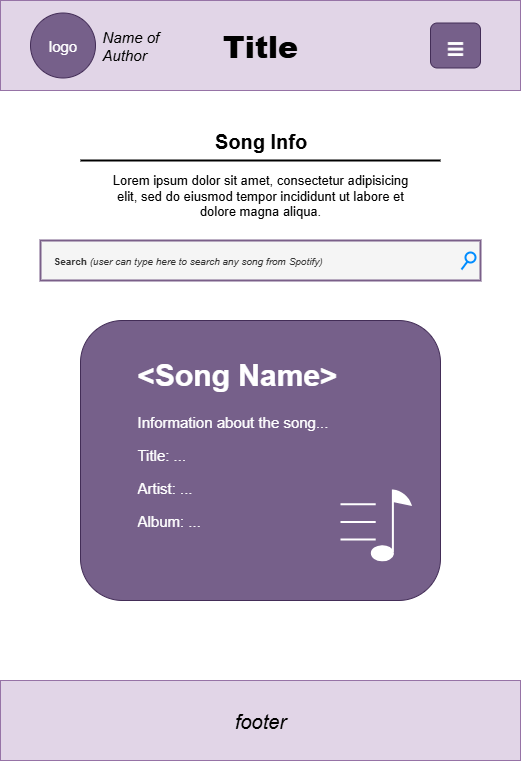 logo
Name of
Author
Title
Song Info
Lorem ipsum dolor sit amet, consectetur adipisicing
elit, sed do eiusmod tempor incididunt ut labore et
dolore magna aliqua.
Search (user can type here to search any song from Spotify)
<Song Name>
Information about the song...
Title: ...
Artist: ...
Album: ...
footer